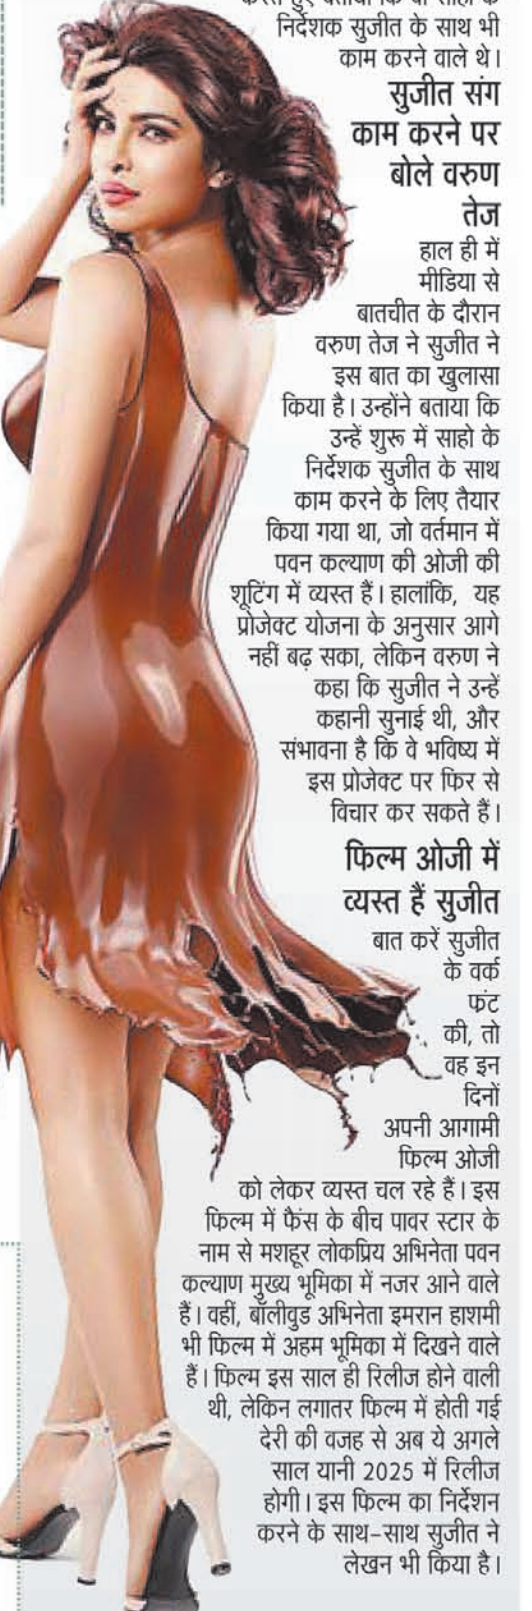 करते हुए बताया कि वो साहो के
निर्देशक सुजीत के साथ भी
काम करने वाले थे।
सुजीत संग
काम करने पर
बोले वरुण
तेज
हाल ही में
मीडिया से
बातचीत के दौरान
वरुण तेज ने सुजीत ने
इस बात का खुलासा
किया है। उन्होंने बताया कि
उन्हें शुरू में साहो के
निर्देशक सुजीत के साथ
काम करने के लिए तैयार
किया गया था, जो वर्तमान में
पवन कल्याण की ओजी की
शूटिंग में व्यस्त हैं। हालांकि, यह
प्रोजेक्ट योजना के अनुसार आगे
नहीं बढ़ सका, लेकिन वरुण ने
कहा कि सुजीत ने उन्हें
कहानी सुनाई थी, और
संभावना है कि वे भविष्य में
इस प्रोजेक्ट पर फिर से
विचार कर सकते हैं।
फिल्म ओजी में
व्यस्त हैं सुजीत
बात करें सुजीत
के वर्क
फ्रंट
की, तो
वह इन
दिनों
अपनी आगामी
फिल्म ओजी
को लेकर व्यस्त चल रहे हैं। इस
फिल्म में फैंस के बीच पावर स्टार के
नाम से मशहूर लोकप्रिय अभिनेता पवन
कल्याण मुख्य भूमिका में नजर आने वाले
हैं। वहीं, बॉलीवुड अभिनेता इमरान हाशमी
भी फिल्म में अहम भूमिका में दिखने वाले
हैं। फिल्म इस साल ही रिलीज होने वाली
थी, लेकिन लगातर फिल्म में होती गई
देरी की वजह से अब ये अगले
साल यानी 2025 में रिलीज
होगी। इस फिल्म का निर्देशन
करने के साथ-साथ सुजीत ने
लेखन भी किया है।